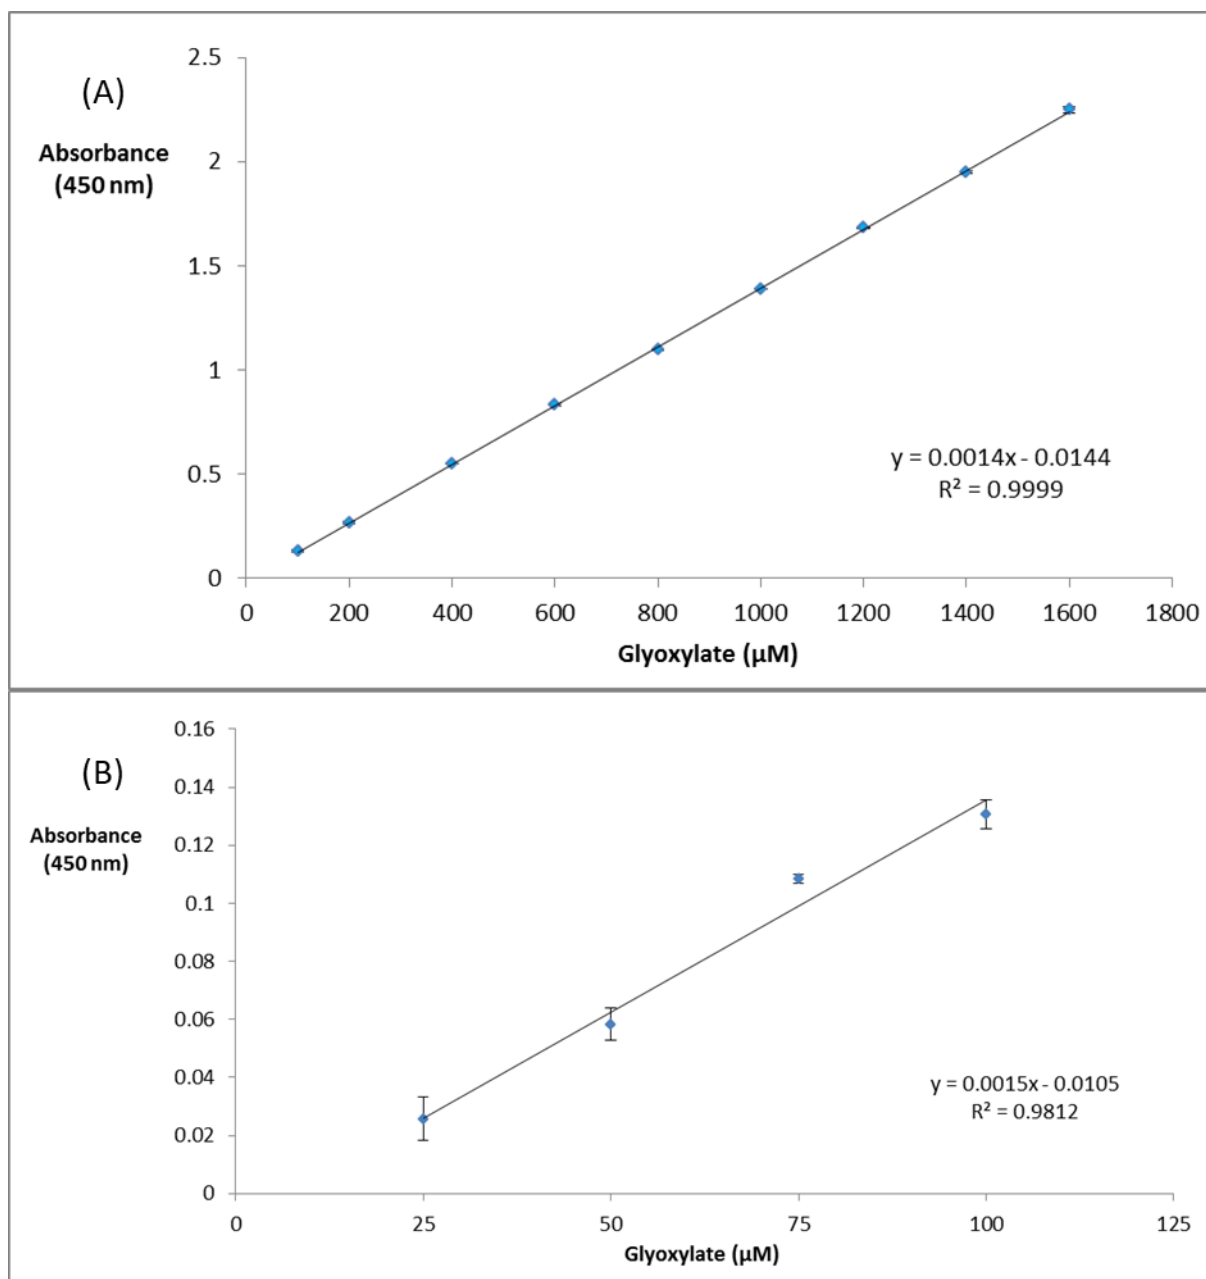 (A)
Absorbance
(450 nm)
2.5
2
1.5
1
0.5
0
y = 0.0014x - 0.0144
R² = 0.9999
0 200 400 600 800 1000 1200 1400 1600 1800
Glyoxylate (µM)
(B)
Absorbance
(450 nm)
0.16
0.14
0.12
0.1
0.08
0.06
0.04
0.02
0
y = 0.0015x - 0.0105
R² = 0.9812
0 25 50 75 100 125
Glyoxylate (µM)